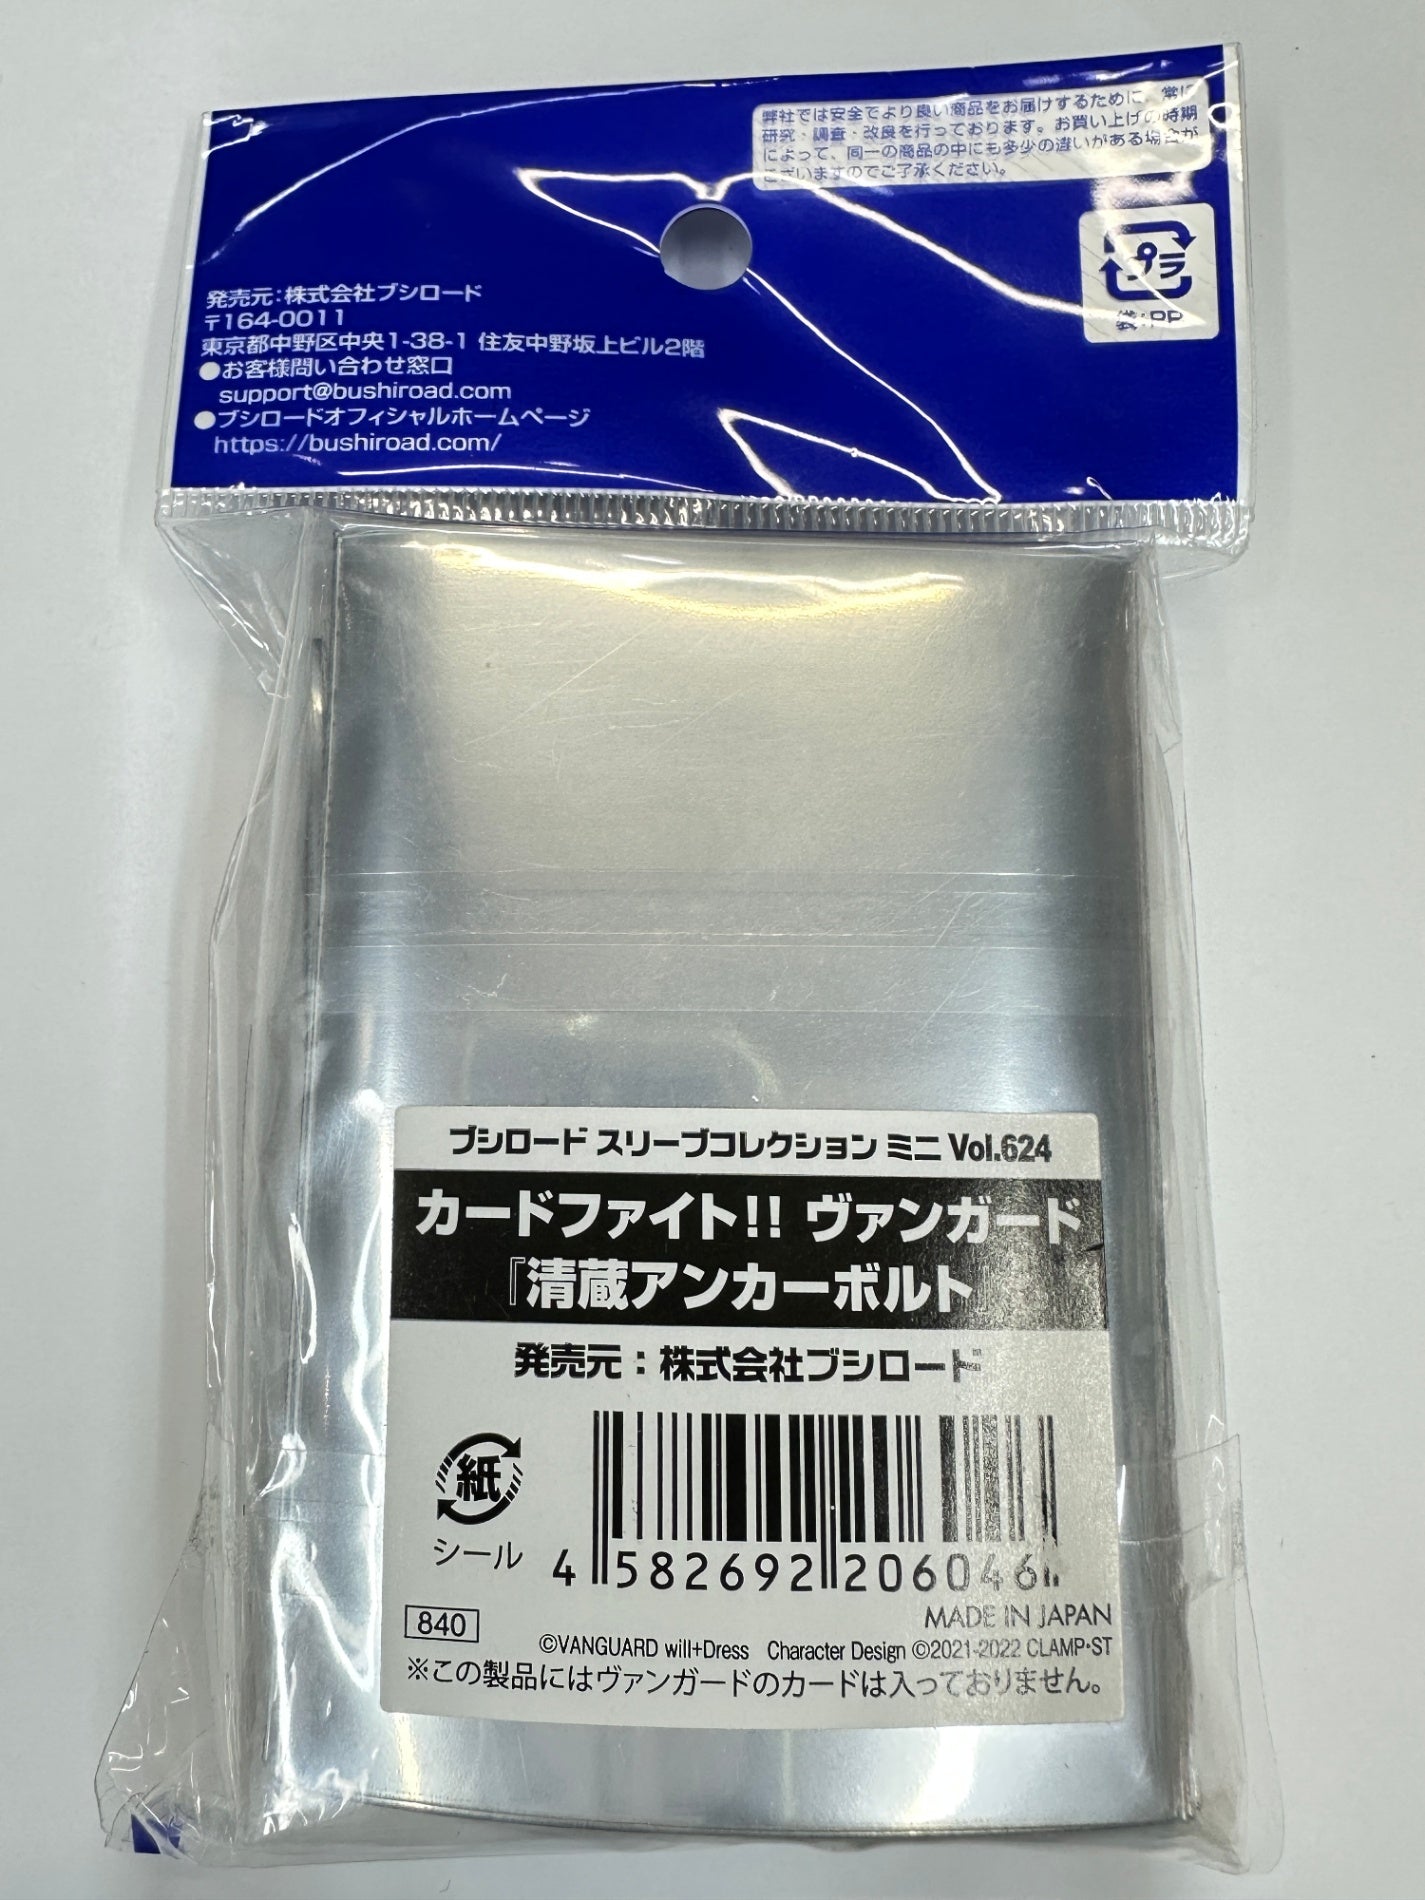 弊社では安全でより良い商品をお届けするために、常に
研究・調査・改良を行っております。お買い上げの時期
によって、同一の商品の中にも多少の違いがある場合が
ございますのでご了承ください。
プラ
袋:PP
発売元:株式会社ブシロード
〒164-0011
東京都中野区中央1-38-1 住友中野坂上ビル2階
●お客様問い合わせ窓口
support@bushiroad.com
●ブシロードオフィシャルホームページ
https://bushiroad.com/
ブシロード スリーブコレクション ミニ Vol.624
カードファイト!! ヴァンガード
『清蔵アンカーボルト』
発売元：株式会社ブシロード
紙
シール
4 582692 206046
840
MADE IN JAPAN
©VANGUARD will+Dress Character Design ©2021-2022 CLAMP・ST
※この製品にはヴァンガードのカードは入っておりません。